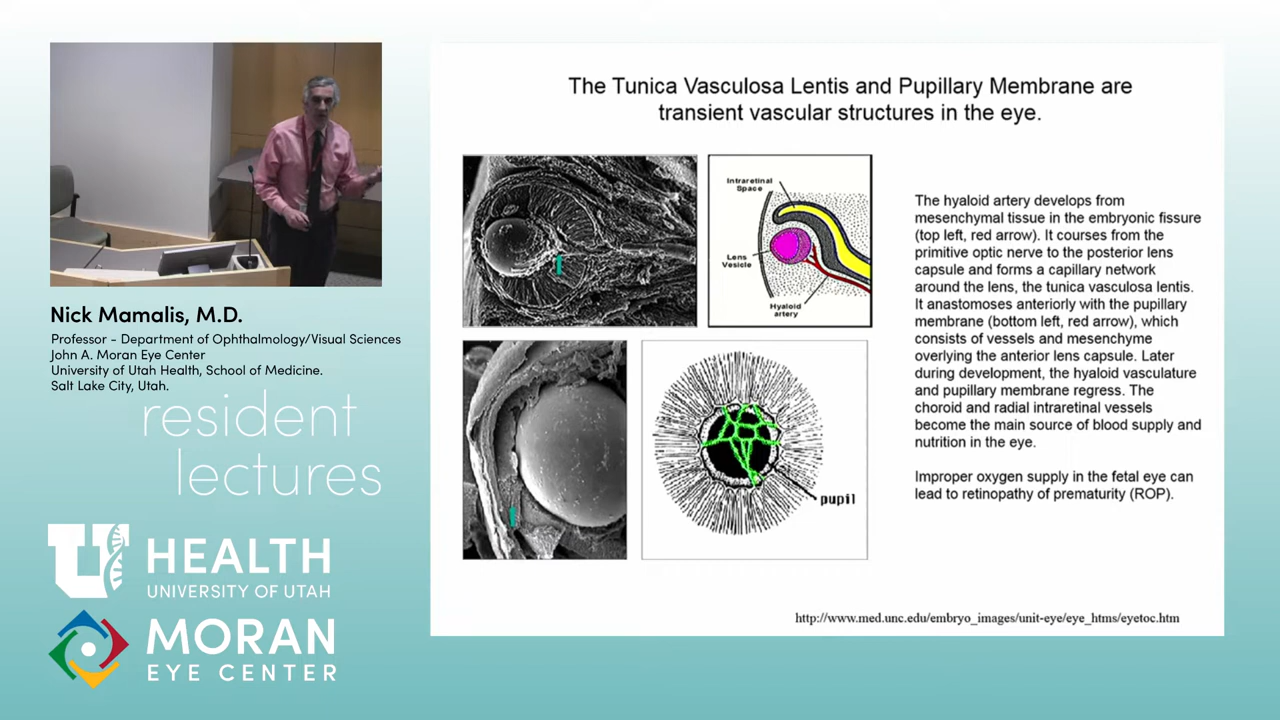 The Tunica Vasculosa Lentis and Pupillary Membrane are
transient vascular structures in the eye.
Intraretinal
Space
Lens
Vesicle
Hyaloid
artery
pupil
The hyaloid artery develops from
mesenchymal tissue in the embryonic fissure
(top left, red arrow). It courses from the
primitive optic nerve to the posterior lens
capsule and forms a capillary network
around the lens, the tunica vasculosa lentis.
It anastomoses anteriorly with the pupillary
membrane (bottom left, red arrow), which
consists of vessels and mesenchyme
overlying the anterior lens capsule. Later
during development, the hyaloid vasculature
and pupillary membrane regress. The
choroid and radial intraretinal vessels
become the main source of blood supply and
nutrition in the eye.
Improper oxygen supply in the fetal eye can
lead to retinopathy of prematurity (ROP).
http://www.med.unc.edu/embryo_images/unit-eye/eye_htms/eyetoc.htm
Nick Mamalis, M.D.
Professor - Department of Ophthalmology/Visual Sciences
John A. Moran Eye Center
University of Utah Health, School of Medicine.
Salt Lake City, Utah.
resident
lectures
U HEALTH
UNIVERSITY OF UTAH
MORAN
EYE CENTER